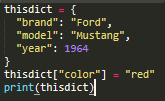 thisdict = {
  "brand": "Ford",
  "model": "Mustang",
  "year": 1964
}
thisdict["color"] = "red"
print(thisdict)